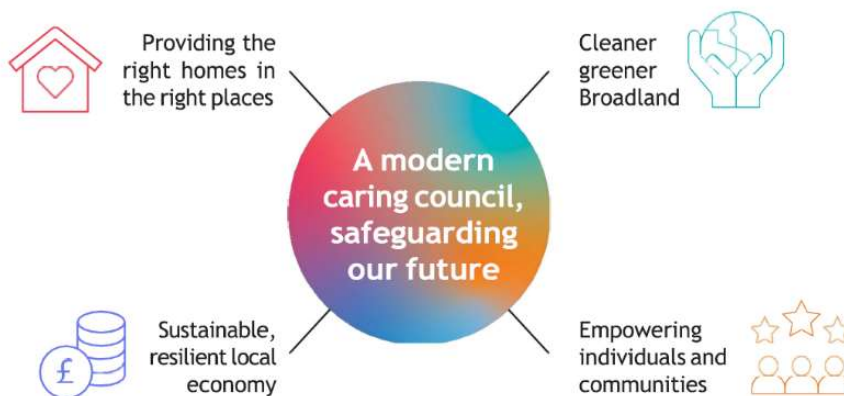 Providing the
right homes in
the right places
Cleaner
greener
Broadland
A modern
caring council,
safeguarding
our future
Sustainable,
resilient local
economy
£
Empowering
individuals and
communities